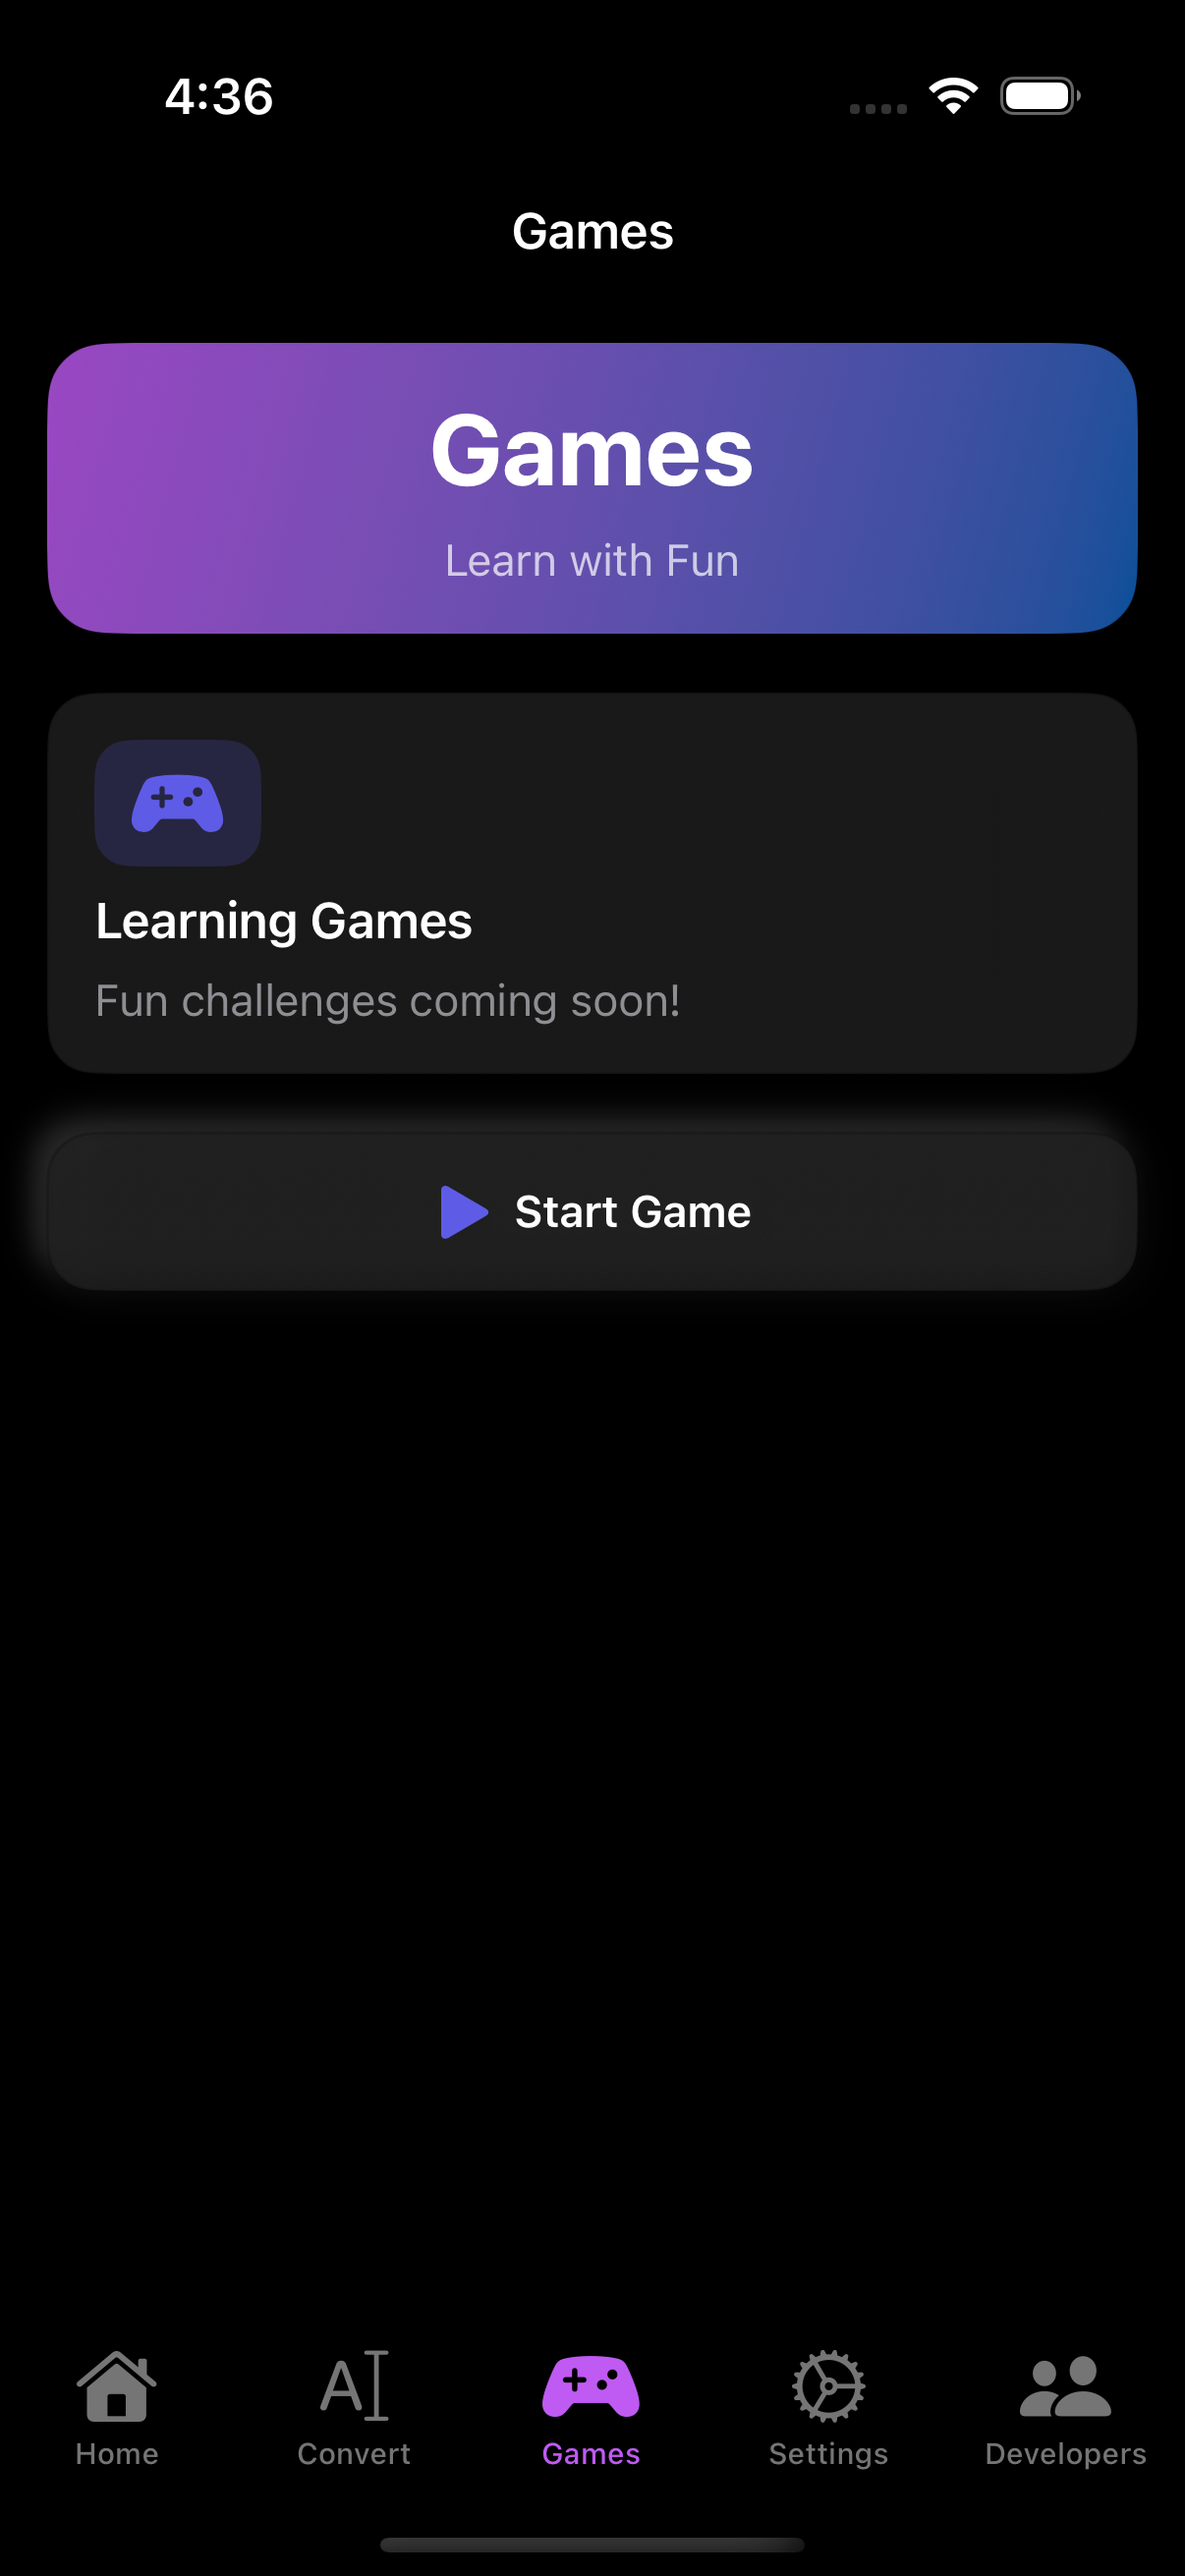 4:36
Games
Games
Learn with Fun
Learning Games
Fun challenges coming soon!
Start Game
Home
Convert
Games
Settings
Developers